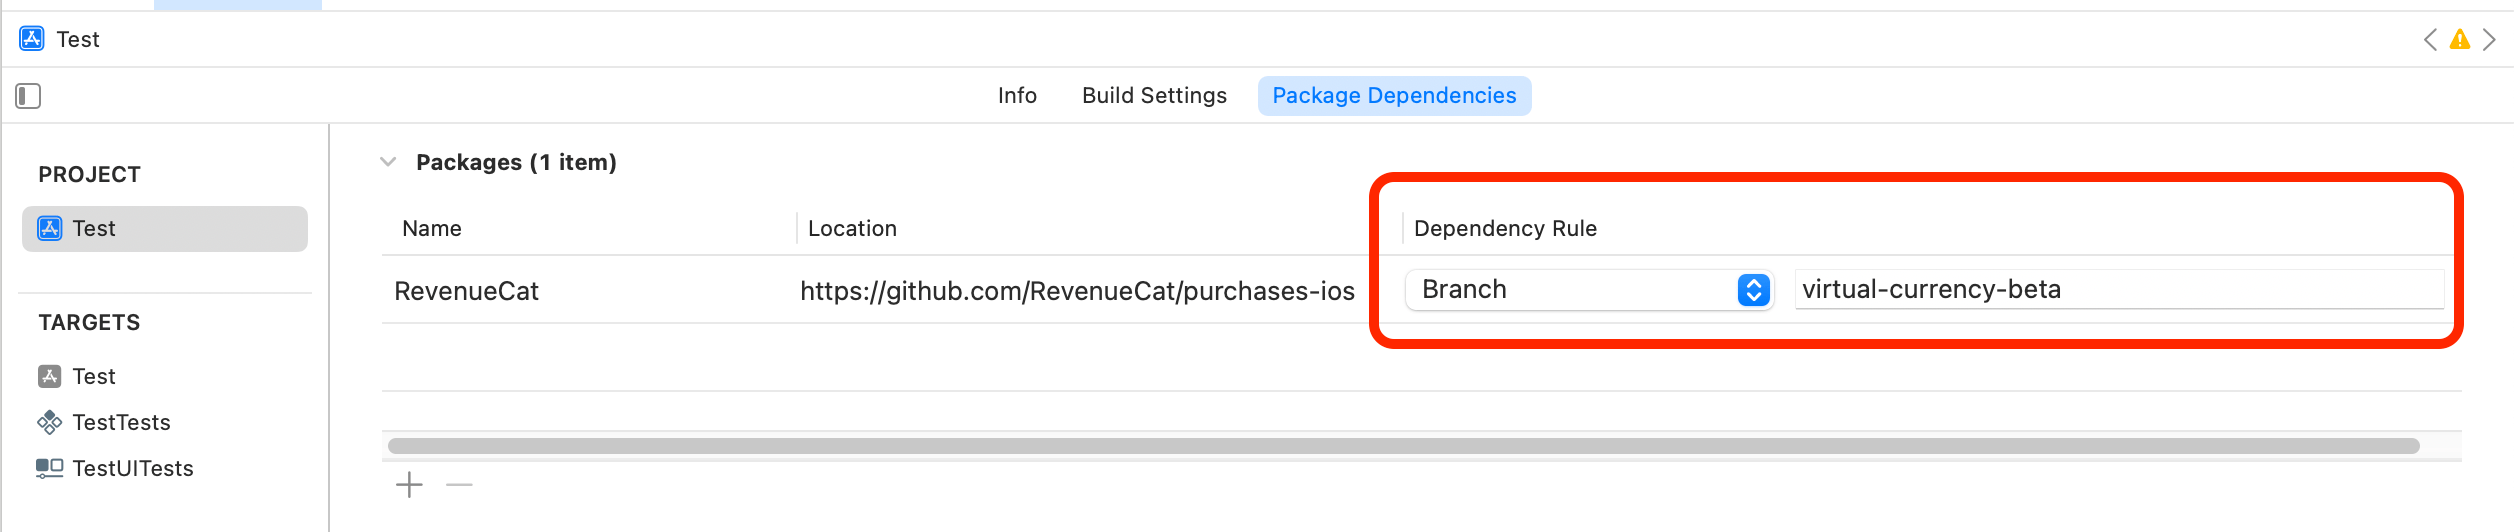 Test
Info Build Settings Package Dependencies
PROJECT
Test
TARGETS
Test
TestTests
TestUITests
Packages (1 item)
Name Location Dependency Rule
RevenueCat https://github.com/RevenueCat/purchases-ios Branch virtual-currency-beta